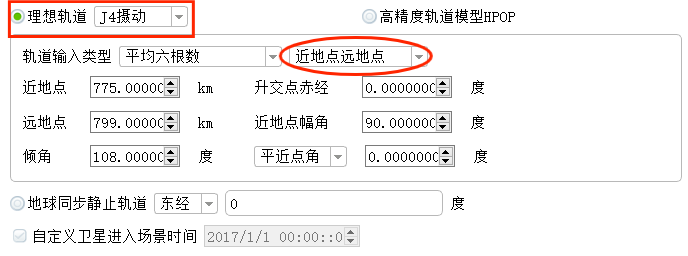 理想轨道 J4摄动 高精度轨道模型HPOP
轨道输入类型 平均六根数 近地点远地点
近地点 775.00000 km 升交点赤经 0.0000000 度
远地点 799.00000 km 近地点幅角 90.000000 度
倾角 108.00000 度 平近点角 0.0000000 度
地球同步静止轨道 东经 0 度
自定义卫星进入场景时间 2017/1/1 00:00::0